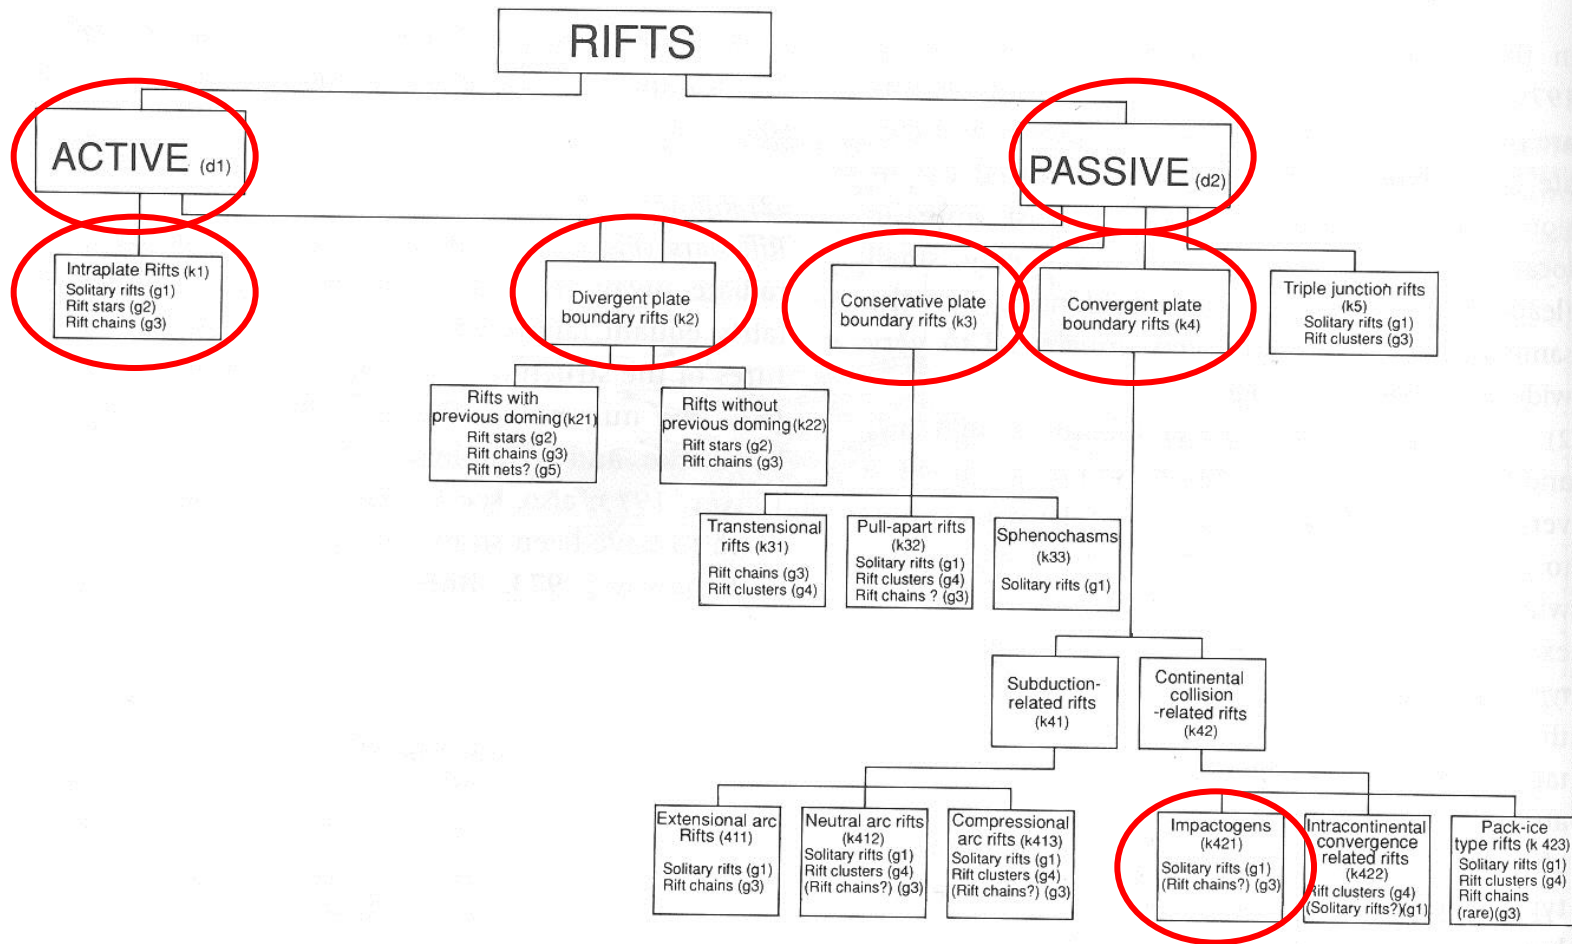 RIFTS
ACTIVE (d1)
PASSIVE (d2)
Intraplate Rifts (k1)
Solitary rifts (g1)
Rift stars (g2)
Rift chains (g3)
Divergent plate
boundary rifts (k2)
Conservative plate
boundary rifts (k3)
Convergent plate
boundary rifts (k4)
Triple junction rifts
(k5)
Solitary rifts (g1)
Rift clusters (g3)
Rifts with
previous doming(k21)
Rift stars (g2)
Rift chains (g3)
Rift nets? (g5)
Rifts without
previous doming(k22)
Rift stars (g2)
Rift chains (g3)
Transtensional
rifts (k31)
Rift chains (g3)
Rift clusters (g4)
Pull-apart rifts
(k32)
Solitary rifts (g1)
Rift clusters (g4)
Rift chains ? (g3)
Sphenochasms
(k33)
Solitary rifts (g1)
Subduction-
related rifts
(k41)
Continental
collision
-related rifts
(k42)
Extensional arc
Rifts (411)
Solitary rifts (g1)
Rift chains (g3)
Neutral arc rifts
(k412)
Solitary rifts (g1)
Rift clusters (g4)
(Rift chains?) (g3)
Compressional
arc rifts (k413)
Solitary rifts (g1)
Rift clusters (g4)
(Rift chains?) (g3)
Impactogens
(k421)
Solitary rifts (g1)
(Rift chains?) (g3)
Intracontinental
convergence
related rifts
(k422)
Rift clusters (g4)
(Solitary rifts?)(g1)
Pack-ice
type rifts (k 423)
Solitary rifts (g1)
Rift clusters (g4)
Rift chains
(rare)(g3)